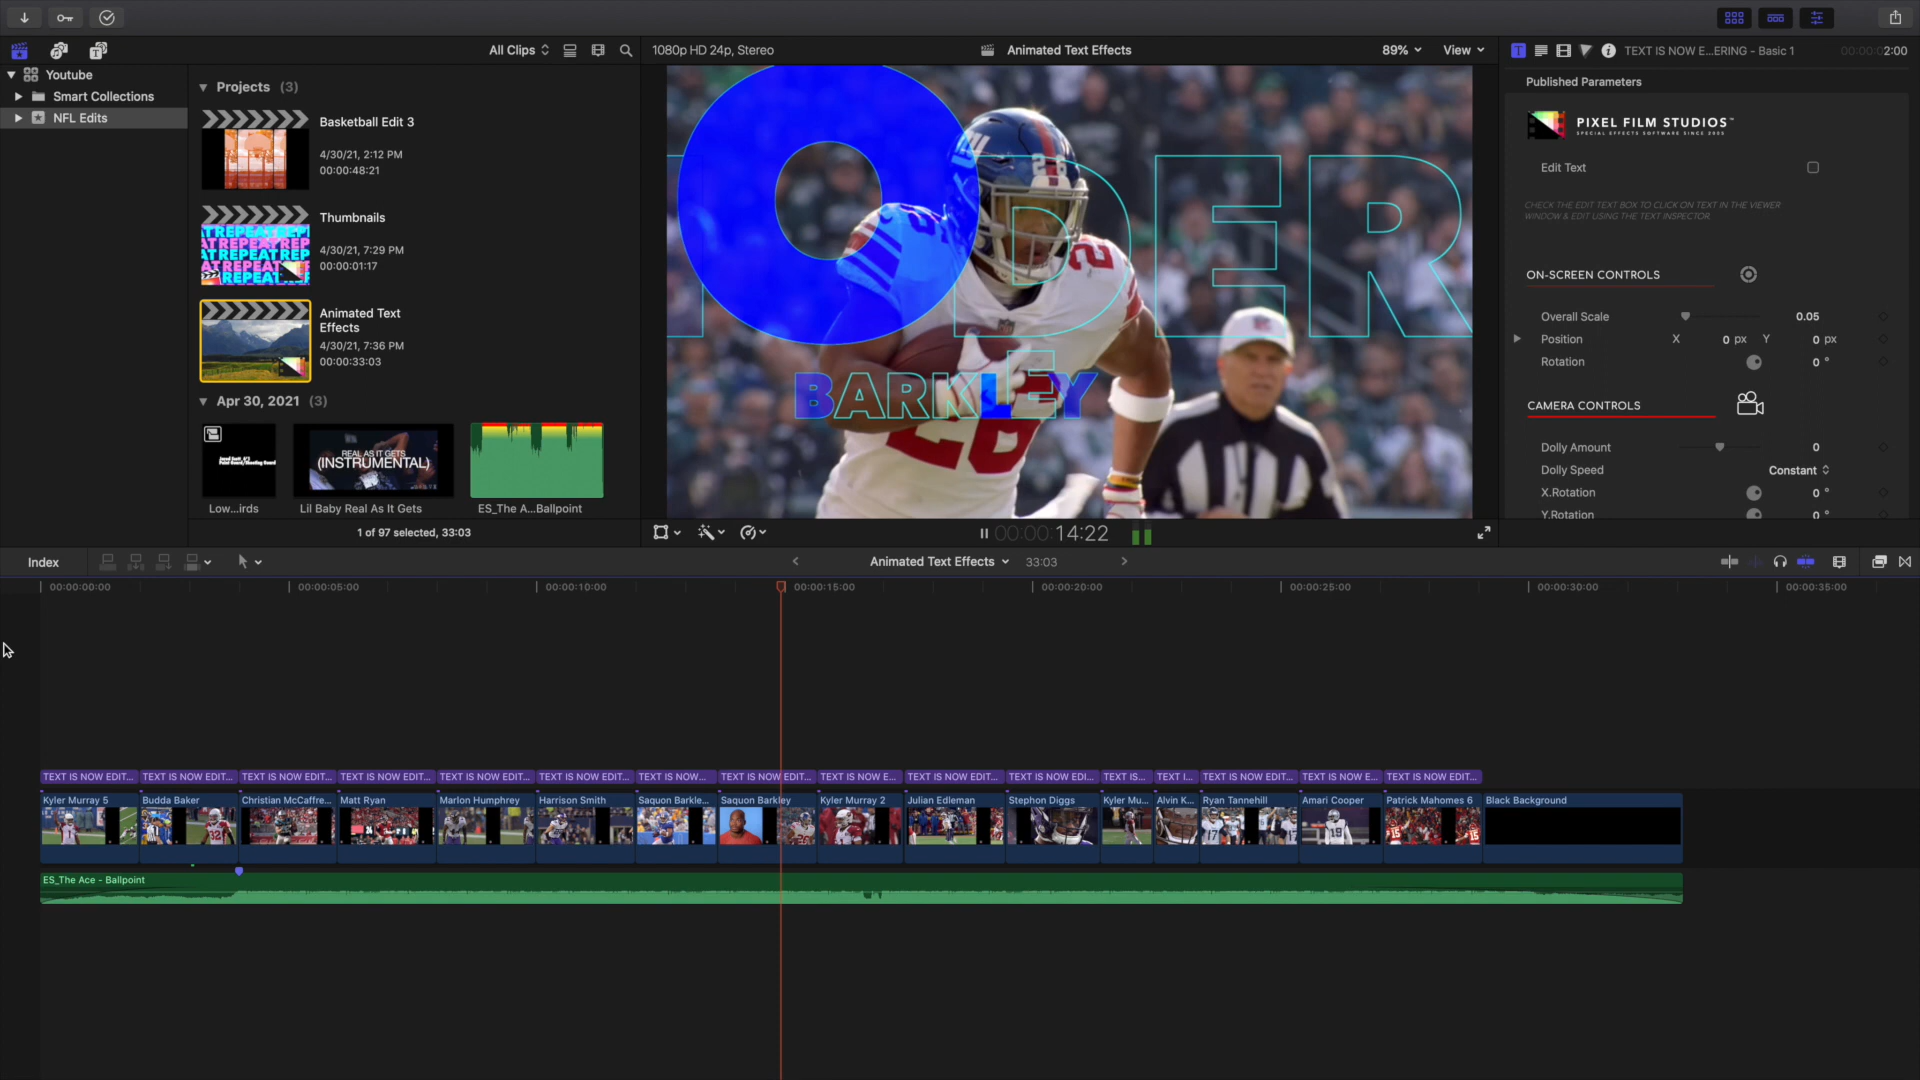 All Clips
1080p HD 24p, Stereo
Animated Text Effects
89%
View
TEXT IS NOW E...ERING - Basic 1
00:00:02:00
Youtube
Smart Collections
NFL Edits
Projects (3)
Basketball Edit 3
4/30/21, 2:12 PM
00:00:48:21
Thumbnails
4/30/21, 7:29 PM
00:00:01:17
REPEAT
Animated Text
Effects
4/30/21, 7:36 PM
00:00:33:03
Apr 30, 2021 (3)
REAL AS IT GETS
(INSTRUMENTAL)
Low...irds
Lil Baby Real As It Gets
ES_The A...Ballpoint
1 of 97 selected, 33:03
O
DER
BARKLEY
26
00:00:00:14:22
Published Parameters
PIXEL FILM STUDIOS™
SPECIAL EFFECTS SOFTWARE SINCE 2005
Edit Text
CHECK THE EDIT TEXT BOX TO CLICK ON TEXT IN THE VIEWER
WINDOW & EDIT USING THE TEXT INSPECTOR.
ON-SCREEN CONTROLS
Overall Scale 0.05
Position X 0 px Y 0 px
Rotation 0 °
CAMERA CONTROLS
Dolly Amount 0
Dolly Speed Constant
X.Rotation 0 °
Y.Rotation 0 °
Index
Animated Text Effects 33:03
00:00:00:00 00:00:05:00 00:00:10:00 00:00:15:00 00:00:20:00 00:00:25:00 00:00:30:00 00:00:35:00
TEXT IS NOW EDIT... TEXT IS NOW EDIT... TEXT IS NOW EDIT... TEXT IS NOW EDIT... TEXT IS NOW EDIT... TEXT IS NOW EDIT... TEXT IS NOW... TEXT IS NOW EDIT... TEXT IS NOW E... TEXT IS NOW EDIT... TEXT IS NOW EDI... TEXT IS... TEXT I... TEXT IS NOW EDIT... TEXT IS NOW E... TEXT IS NOW EDIT...
Kyler Murray 5 Budda Baker Christian McCaffre... Matt Ryan Marlon Humphrey Harrison Smith Saquon Barkle... Saquon Barkley Kyler Murray 2 Julian Edleman Stephon Diggs Kyler Mu... Alvin K... Ryan Tannehill Amari Cooper Patrick Mahomes 6 Black Background
ES_The Ace - Ballpoint